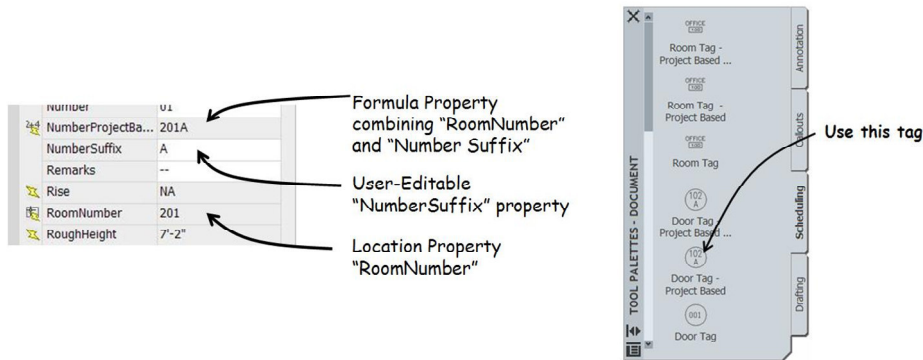 Number 01
NumberProjectBa... 201A
NumberSuffix A
Remarks --
Rise NA
RoomNumber 201
RoughHeight 7'-2"
Formula Property
combining “RoomNumber”
and “Number Suffix”
User-Editable
“NumberSuffix” property
Location Property
“RoomNumber”
TOOL PALETTES - DOCUMENT
OFFICE
100
Room Tag -
Project Based ...
OFFICE
100
Room Tag -
Project Based
OFFICE
Room Tag
102
A
Door Tag -
Project Based ...
102
A
Door Tag -
Project Based
001
Door Tag
Annotation
Callouts
Scheduling
Drafting
Use this tag